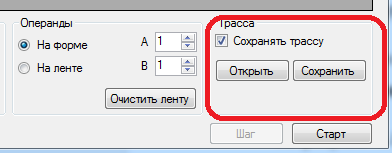 Операнды
На форме
А 1
На ленте
В 1
Очистить ленту
Трасса
Сохранять трассу
Открыть
Сохранить
Шаг
Старт